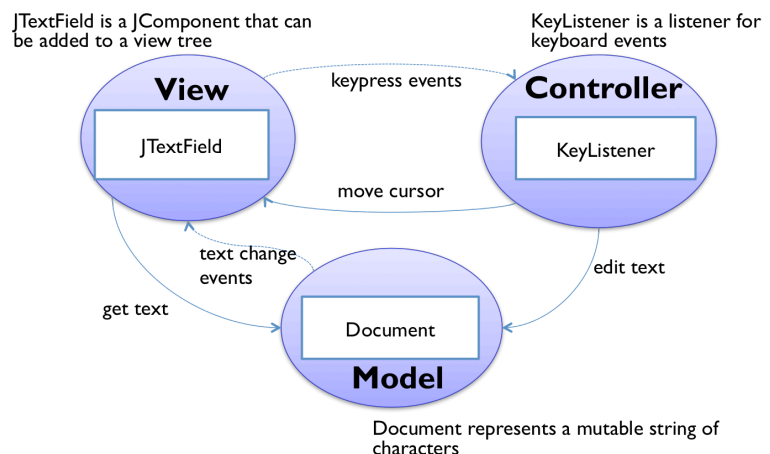 JTextField is a JComponent that can
be added to a view tree
KeyListener is a listener for
keyboard events
View
keypress events
Controller
JTextField
KeyListener
move cursor
text change
events
edit text
get text
Document
Model
Document represents a mutable string of
characters